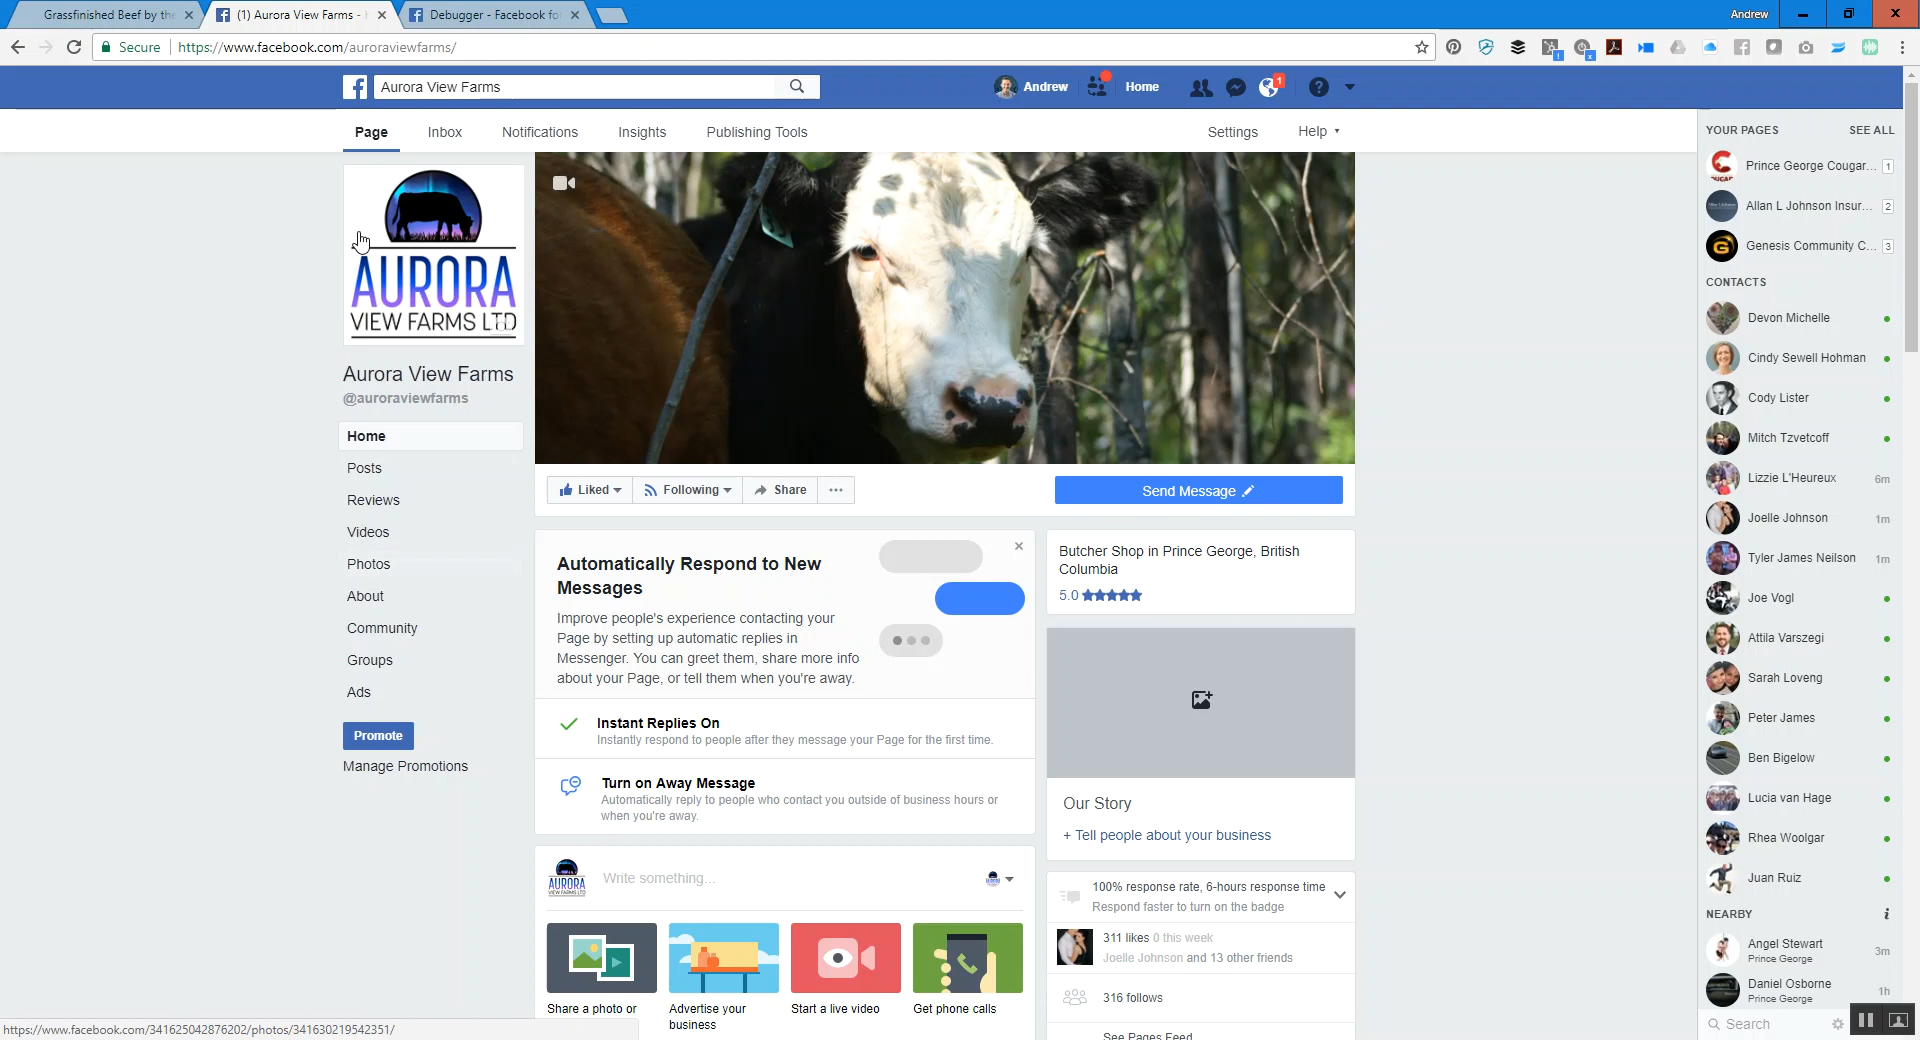 Grassfinished Beef by the
(1) Aurora View Farms -
Debugger - Facebook fo
Andrew
Secure
https://www.facebook.com/auroraviewfarms/
Aurora View Farms
Andrew
Home
1
Page
Inbox
Notifications
Insights
Publishing Tools
Settings
Help
AURORA
VIEW FARMS LTD
Aurora View Farms
@auroraviewfarms
Home
Posts
Reviews
Videos
Photos
About
Community
Groups
Ads
Promote
Manage Promotions
Liked
Following
Share
Send Message
Automatically Respond to New
Messages
Improve people's experience contacting your
Page by setting up automatic replies in
Messenger. You can greet them, share more info
about your Page, or tell them when you're away.
Instant Replies On
Instantly respond to people after they message your Page for the first time.
Turn on Away Message
Automatically reply to people who contact you outside of business hours or
when you're away.
AURORA
VIEW FARMS LTD
Write something...
Share a photo or
Advertise your
business
Start a live video
Get phone calls
Butcher Shop in Prince George, British
Columbia
5.0
Our Story
+ Tell people about your business
100% response rate, 6-hours response time
Respond faster to turn on the badge
311 likes 0 this week
Joelle Johnson and 13 other friends
316 follows
See Pages Feed
YOUR PAGES
SEE ALL
Prince George Cougar... 1
Allan L Johnson Insur... 2
Genesis Community C... 3
CONTACTS
Devon Michelle
Cindy Sewell Hohman
Cody Lister
Mitch Tzvetcoff
Lizzie L'Heureux 6m
Joelle Johnson 1m
Tyler James Neilson 1m
Joe Vogl
Attila Varszegi
Sarah Loveng
Peter James
Ben Bigelow
Lucia van Hage
Rhea Woolgar
Juan Ruiz
NEARBY
Angel Stewart 3m
Prince George
Daniel Osborne 1h
Prince George
Search
https://www.facebook.com/341625042876202/photos/341630219542351/